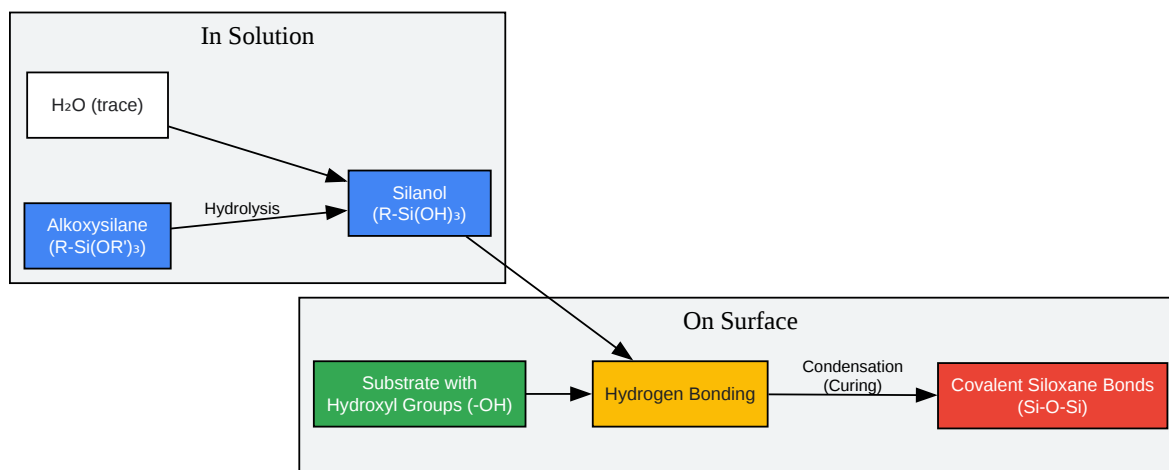 In Solution
H₂O (trace)
Alkoxysilane
(R-Si(OR')₃)
Hydrolysis
Silanol
(R-Si(OH)₃)
On Surface
Substrate with
Hydroxyl Groups (-OH)
Hydrogen Bonding
Condensation
(Curing)
Covalent Siloxane Bonds
(Si-O-Si)